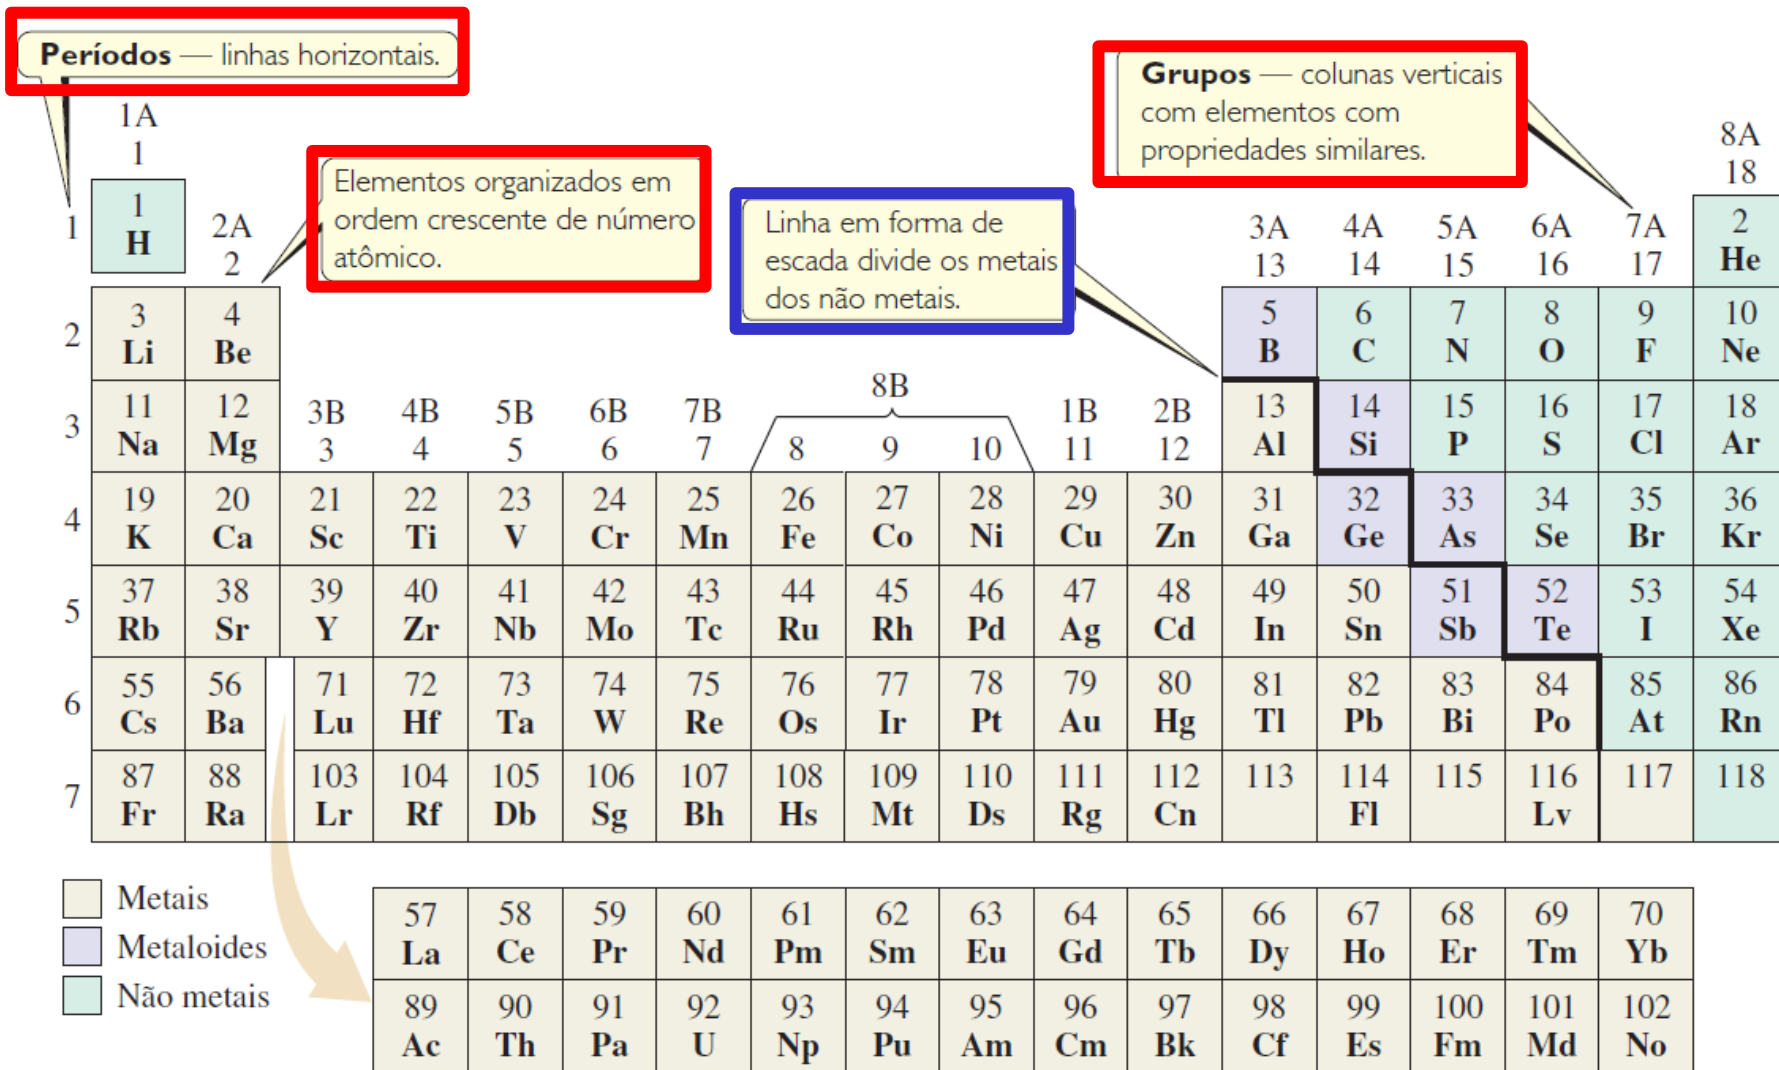 Períodos — linhas horizontais.
Grupos — colunas verticais
com elementos com
propriedades similares.
Elementos organizados em
ordem crescente de número
atômico.
Linha em forma de
escada divide os metais
dos não metais.
1A 8A
1 18
1 2A 3A 4A 5A 6A 7A 2
1 H 2 13 14 15 16 17 He
2 3 4 5 6 7 8 9 10
Li Be B C N O F Ne
8B
3 11 12 3B 4B 5B 6B 7B 1B 2B 13 14 15 16 17 18
Na Mg 3 4 5 6 7 8 9 10 11 12 Al Si P S Cl Ar
4 19 20 21 22 23 24 25 26 27 28 29 30 31 32 33 34 35 36
K Ca Sc Ti V Cr Mn Fe Co Ni Cu Zn Ga Ge As Se Br Kr
5 37 38 39 40 41 42 43 44 45 46 47 48 49 50 51 52 53 54
Rb Sr Y Zr Nb Mo Tc Ru Rh Pd Ag Cd In Sn Sb Te I Xe
6 55 56 71 72 73 74 75 76 77 78 79 80 81 82 83 84 85 86
Cs Ba Lu Hf Ta W Re Os Ir Pt Au Hg Tl Pb Bi Po At Rn
7 87 88 103 104 105 106 107 108 109 110 111 112 113 114 115 116 117 118
Fr Ra Lr Rf Db Sg Bh Hs Mt Ds Rg Cn Fl Lv
Metais
Metaloides
Não metais
57 58 59 60 61 62 63 64 65 66 67 68 69 70
La Ce Pr Nd Pm Sm Eu Gd Tb Dy Ho Er Tm Yb
89 90 91 92 93 94 95 96 97 98 99 100 101 102
Ac Th Pa U Np Pu Am Cm Bk Cf Es Fm Md No